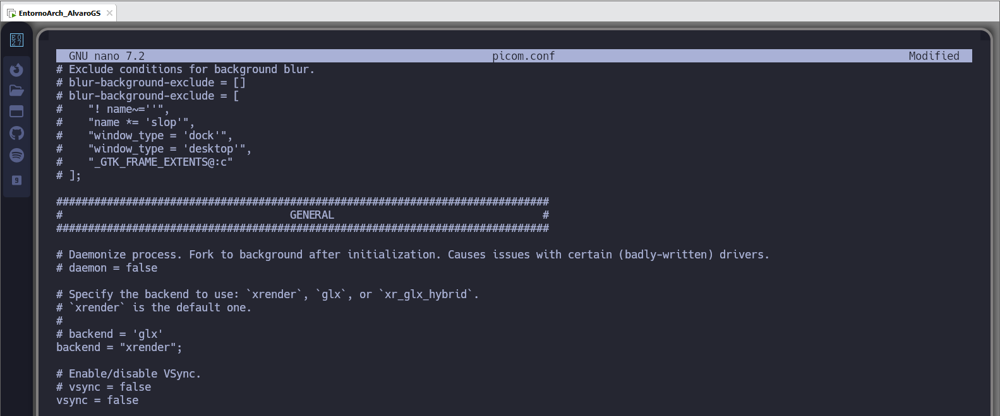 EntornoArch_AlvaroGS
GNU nano 7.2 picom.conf Modified
# Exclude conditions for background blur.
# blur-background-exclude = []
# blur-background-exclude = [
#    "! name~=''",
#    "name *= 'slop'",
#    "window_type = 'dock'",
#    "window_type = 'desktop'",
#    "_GTK_FRAME_EXTENTS@:c"
# ];
##############################################################################
#                                    GENERAL                                 #
##############################################################################
# Daemonize process. Fork to background after initialization. Causes issues with certain (badly-written) drivers.
# daemon = false
# Specify the backend to use: `xrender`, `glx`, or `xr_glx_hybrid`.
# `xrender` is the default one.
#
# backend = 'glx'
backend = "xrender";
# Enable/disable VSync.
# vsync = false
vsync = false
9